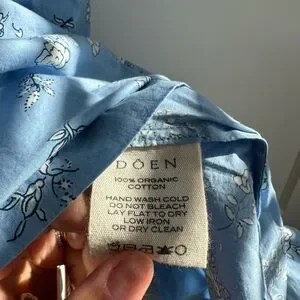 DÔEN
100% ORGANIC
COTTON
HAND WASH COLD
DO NOT BLEACH
LAY FLAT TO DRY
LOW IRON
OR DRY CLEAN